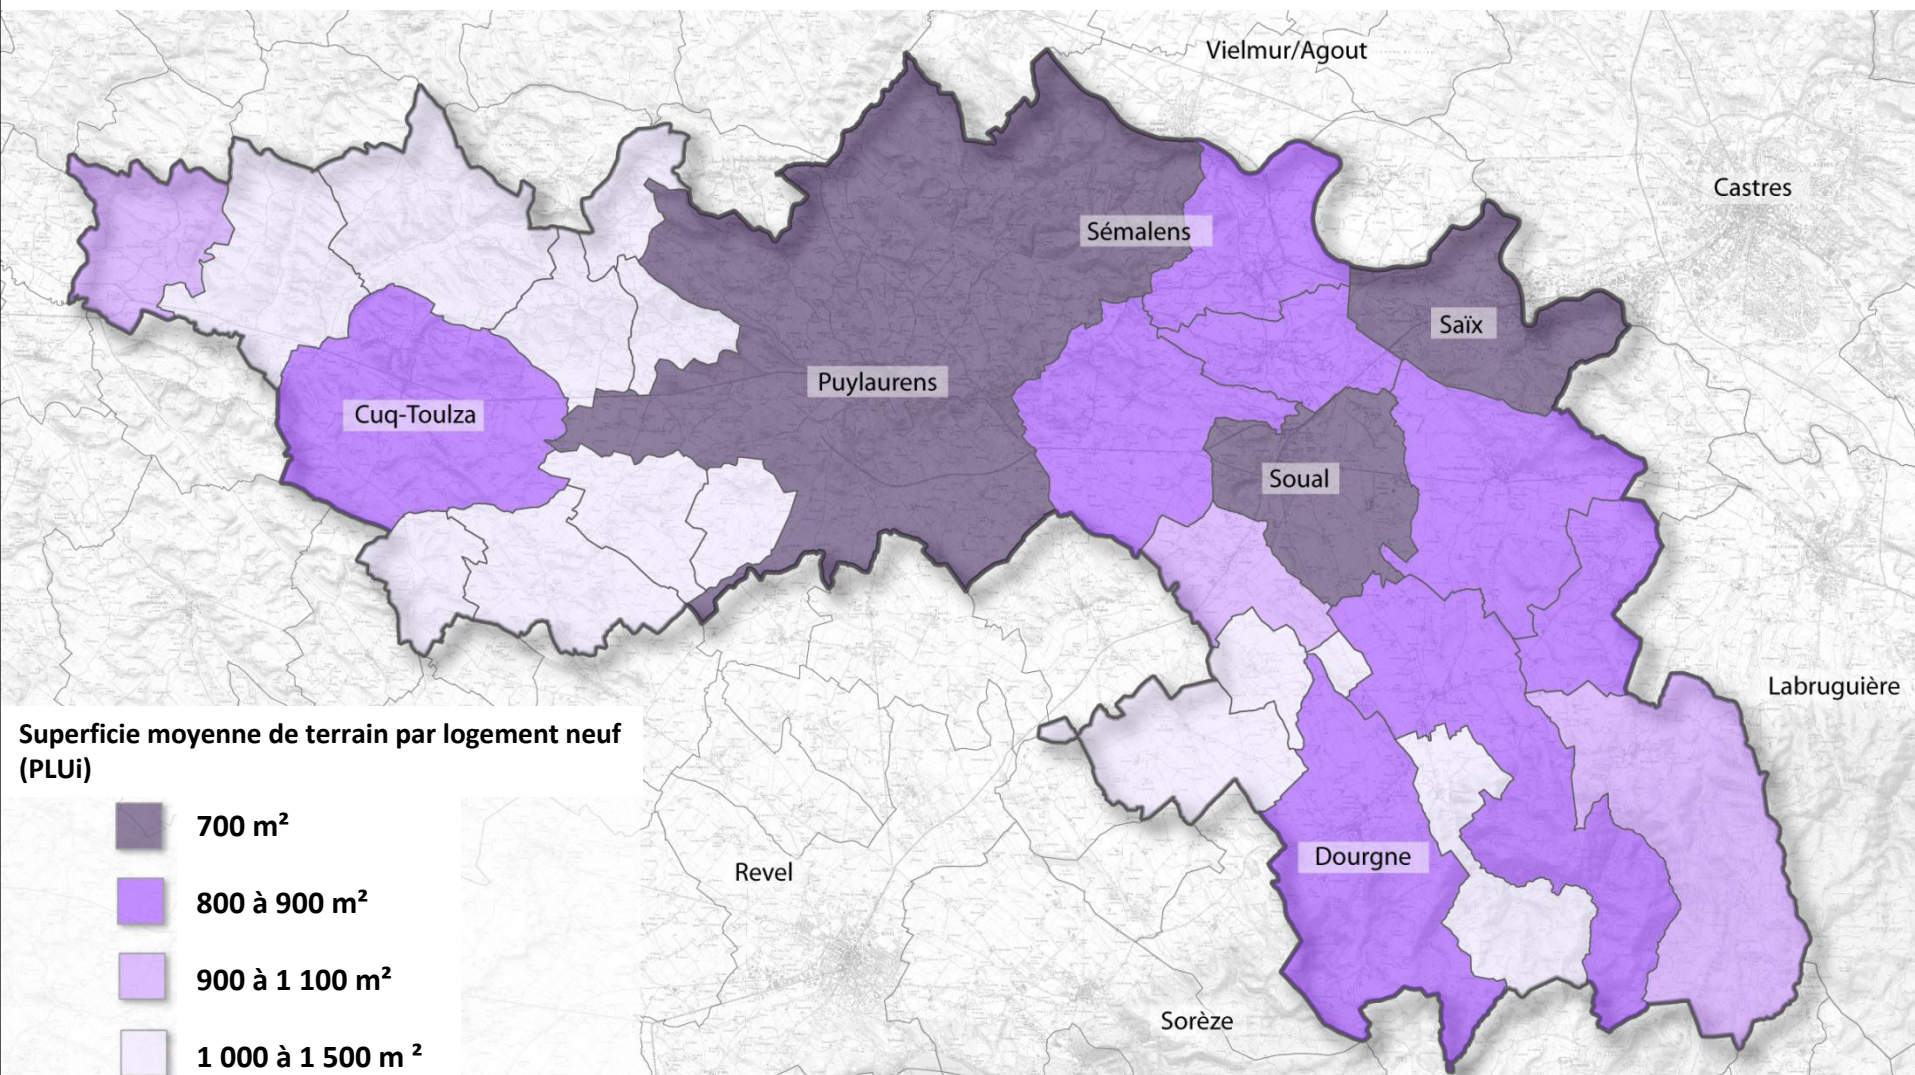 Vielmur/Agout
Castres
Sémalens
Saïx
Puylaurens
Cuq-Toulza
Soual
Labruguière
Superficie moyenne de terrain par logement neuf
(PLUi)
700 m²
800 à 900 m²
900 à 1 100 m²
1 000 à 1 500 m ²
Dourgne
Revel
Sorèze